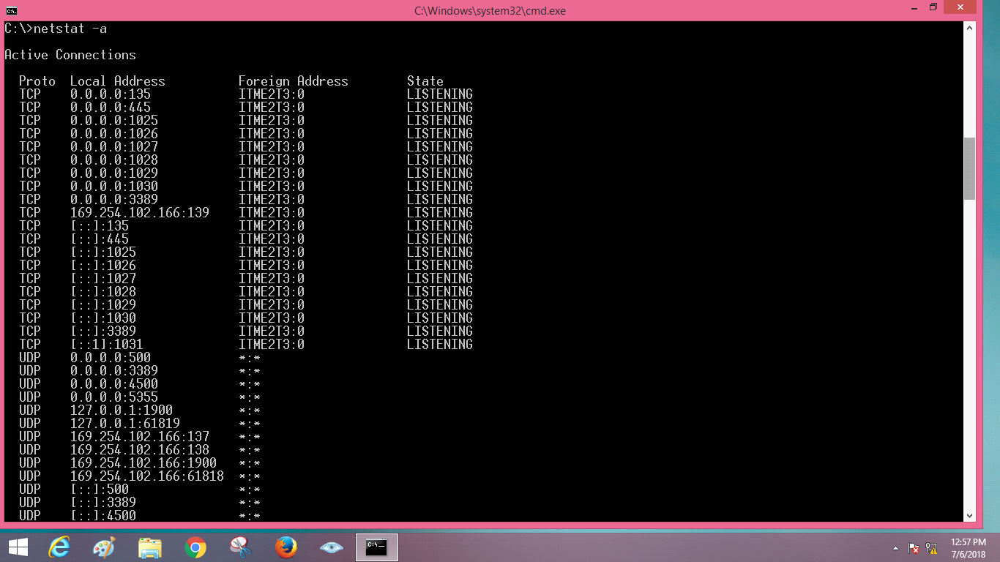 C:\Windows\system32\cmd.exe
C:\>netstat -a
Active Connections
Proto  Local Address          Foreign Address        State
TCP    0.0.0.0:135            ITME2T3:0              LISTENING
TCP    0.0.0.0:445            ITME2T3:0              LISTENING
TCP    0.0.0.0:1025           ITME2T3:0              LISTENING
TCP    0.0.0.0:1026           ITME2T3:0              LISTENING
TCP    0.0.0.0:1027           ITME2T3:0              LISTENING
TCP    0.0.0.0:1028           ITME2T3:0              LISTENING
TCP    0.0.0.0:1029           ITME2T3:0              LISTENING
TCP    0.0.0.0:1030           ITME2T3:0              LISTENING
TCP    0.0.0.0:3389           ITME2T3:0              LISTENING
TCP    169.254.102.166:139    ITME2T3:0              LISTENING
TCP    [::]:135               ITME2T3:0              LISTENING
TCP    [::]:445               ITME2T3:0              LISTENING
TCP    [::]:1025              ITME2T3:0              LISTENING
TCP    [::]:1026              ITME2T3:0              LISTENING
TCP    [::]:1027              ITME2T3:0              LISTENING
TCP    [::]:1028              ITME2T3:0              LISTENING
TCP    [::]:1029              ITME2T3:0              LISTENING
TCP    [::]:1030              ITME2T3:0              LISTENING
TCP    [::]:3389              ITME2T3:0              LISTENING
TCP    [::1]:1031             ITME2T3:0              LISTENING
UDP    0.0.0.0:500            *:*
UDP    0.0.0.0:3389           *:*
UDP    0.0.0.0:4500           *:*
UDP    0.0.0.0:5355           *:*
UDP    127.0.0.1:1900         *:*
UDP    127.0.0.1:61819        *:*
UDP    169.254.102.166:137    *:*
UDP    169.254.102.166:138    *:*
UDP    169.254.102.166:1900   *:*
UDP    169.254.102.166:61818  *:*
UDP    [::]:500               *:*
UDP    [::]:3389              *:*
UDP    [::]:4500              *:*
12:57 PM
7/6/2018